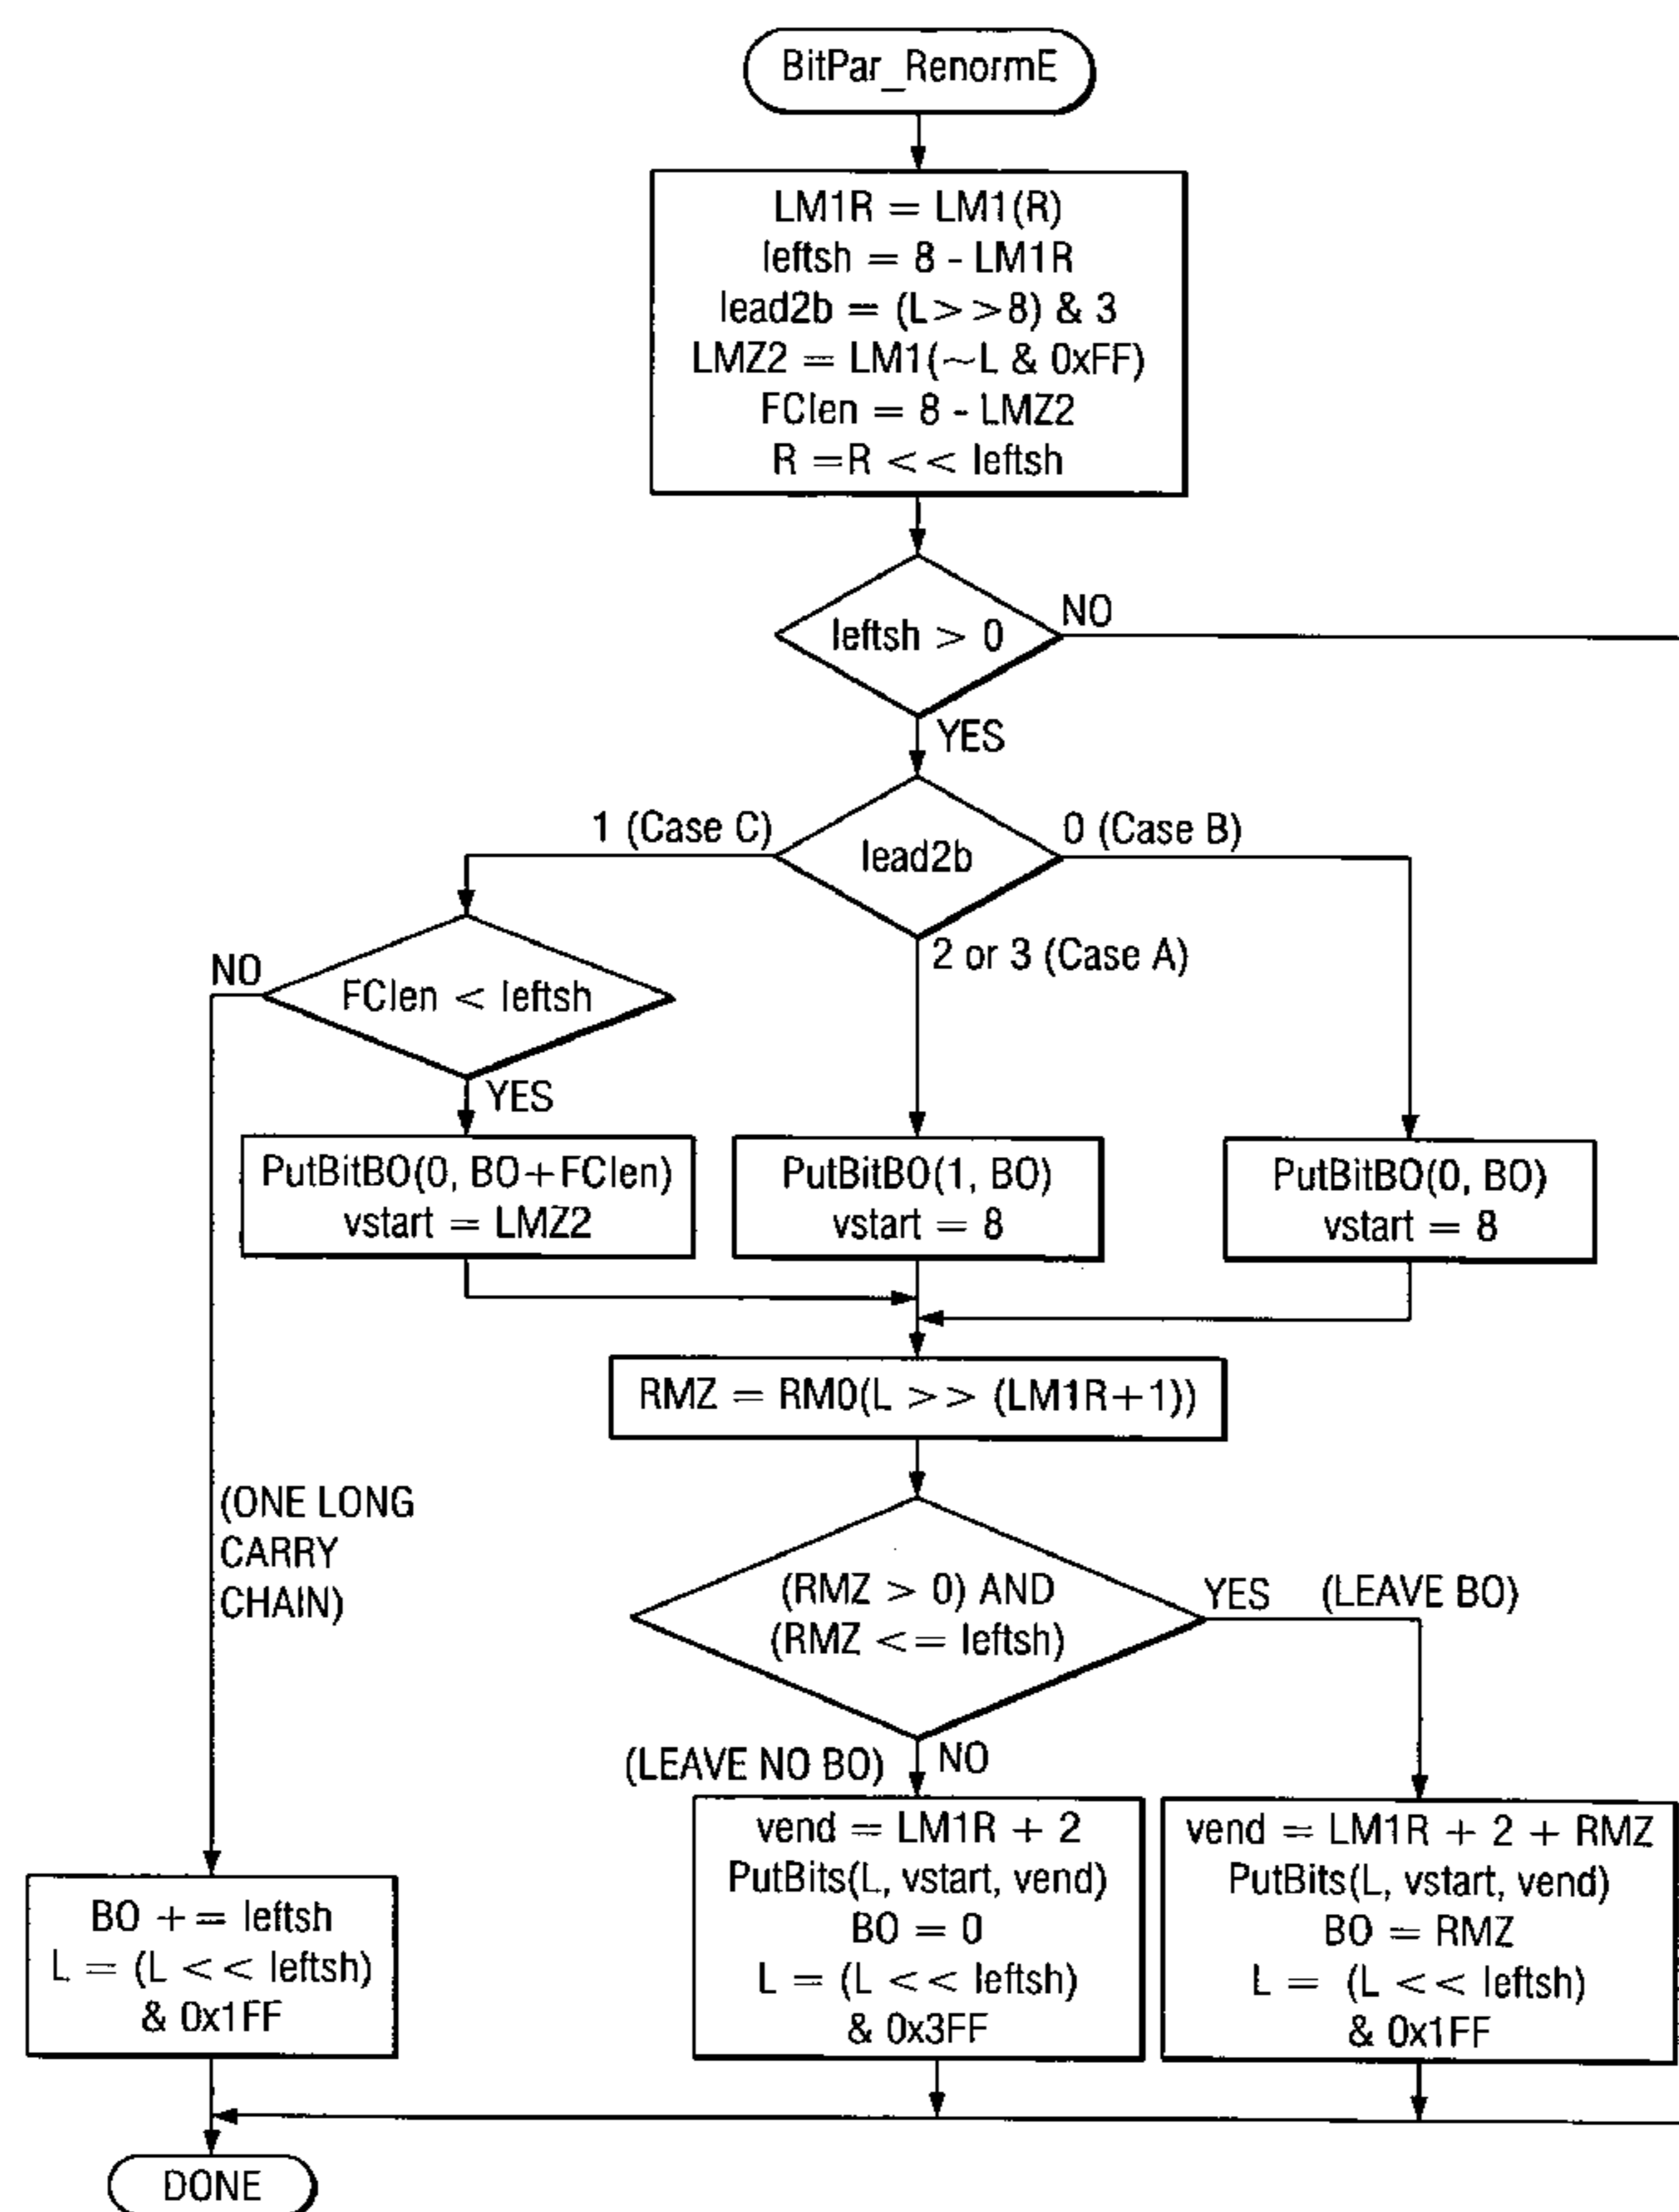 BitPar_RenormE
LM1R = LM1(R)
leftsh = 8 - LM1R
lead2b = (L>>8) & 3
LMZ2 = LM1(~L & 0xFF)
FClen = 8 - LMZ2
R =R << leftsh
leftsh > 0
NO
YES
1 (Case C)
lead2b
0 (Case B)
2 or 3 (Case A)
NO
FClen < leftsh
YES
PutBitBO(0, BO+FClen)
vstart = LMZ2
PutBitBO(1, BO)
vstart = 8
PutBitBO(0, BO)
vstart = 8
RMZ = RM0(L >> (LM1R+1))
(ONE LONG
CARRY
CHAIN)
(RMZ > 0) AND
(RMZ <= leftsh)
YES (LEAVE BO)
(LEAVE NO BO)
NO
BO += leftsh
L = (L << leftsh)
& 0x1FF
vend = LM1R + 2
PutBits(L, vstart, vend)
BO = 0
L = (L << leftsh)
& 0x3FF
vend = LM1R + 2 + RMZ
PutBits(L, vstart, vend)
BO = RMZ
L = (L << leftsh)
& 0x1FF
DONE